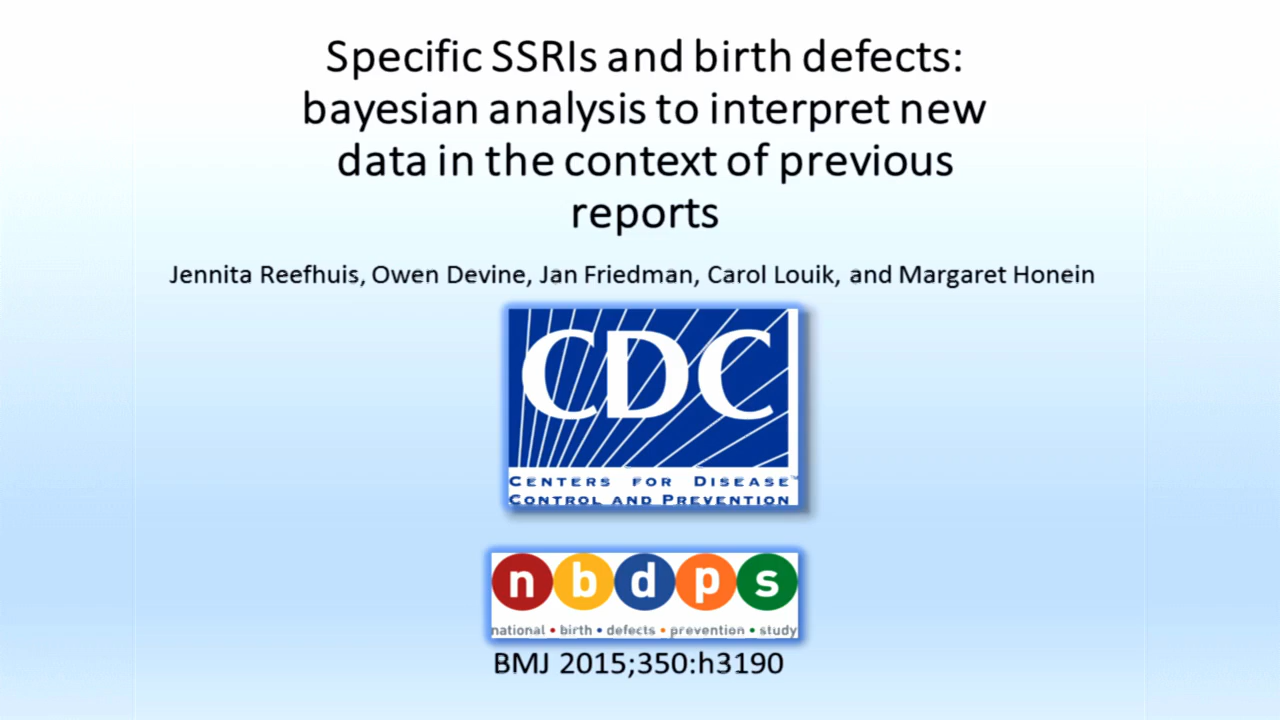 Specific SSRIs and birth defects:
bayesian analysis to interpret new
data in the context of previous
reports
Jennita Reefhuis, Owen Devine, Jan Friedman, Carol Louik, and Margaret Honein
CDC
CENTERS FOR DISEASE™
CONTROL AND PREVENTION
nbdps
national • birth • defects • prevention • study
BMJ 2015;350:h3190